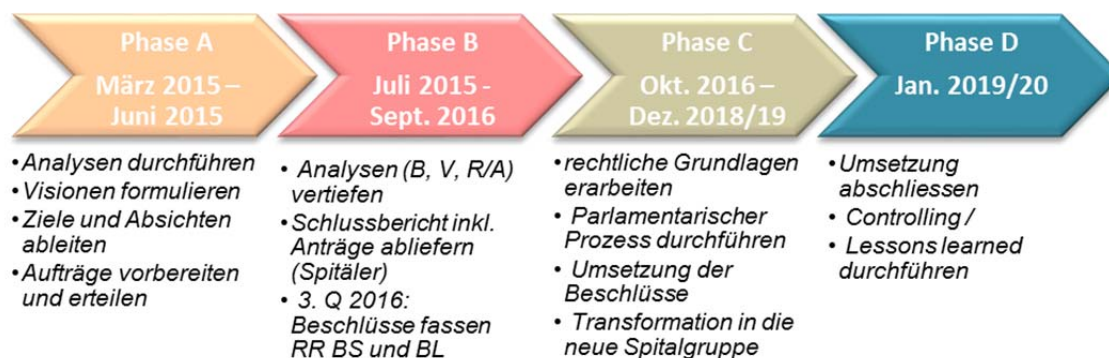 Phase A
März 2015 –
Juni 2015
• Analysen durchführen
• Visionen formulieren
• Ziele und Absichten
ableiten
• Aufträge vorbereiten
und erteilen
Phase B
Juli 2015 -
Sept. 2016
• Analysen (B, V, R/A)
vertiefen
• Schlussbericht inkl.
Anträge abliefern
(Spitäler)
• 3. Q 2016:
Beschlüsse fassen
RR BS und BL
Phase C
Okt. 2016 –
Dez. 2018/19
• rechtliche Grundlagen
erarbeiten
• Parlamentarischer
Prozess durchführen
• Umsetzung der
Beschlüsse
• Transformation in die
neue Spitalgruppe
Phase D
Jan. 2019/20
• Umsetzung
abschliessen
• Controlling /
• Lessons learned
durchführen